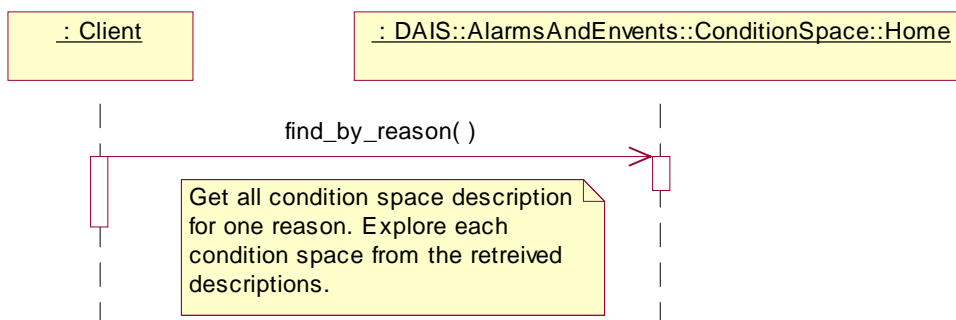 : Client
: DAIS::AlarmsAndEnvents::ConditionSpace::Home
find_by_reason( )
Get all condition space description
for one reason. Explore each
condition space from the retreived
descriptions.